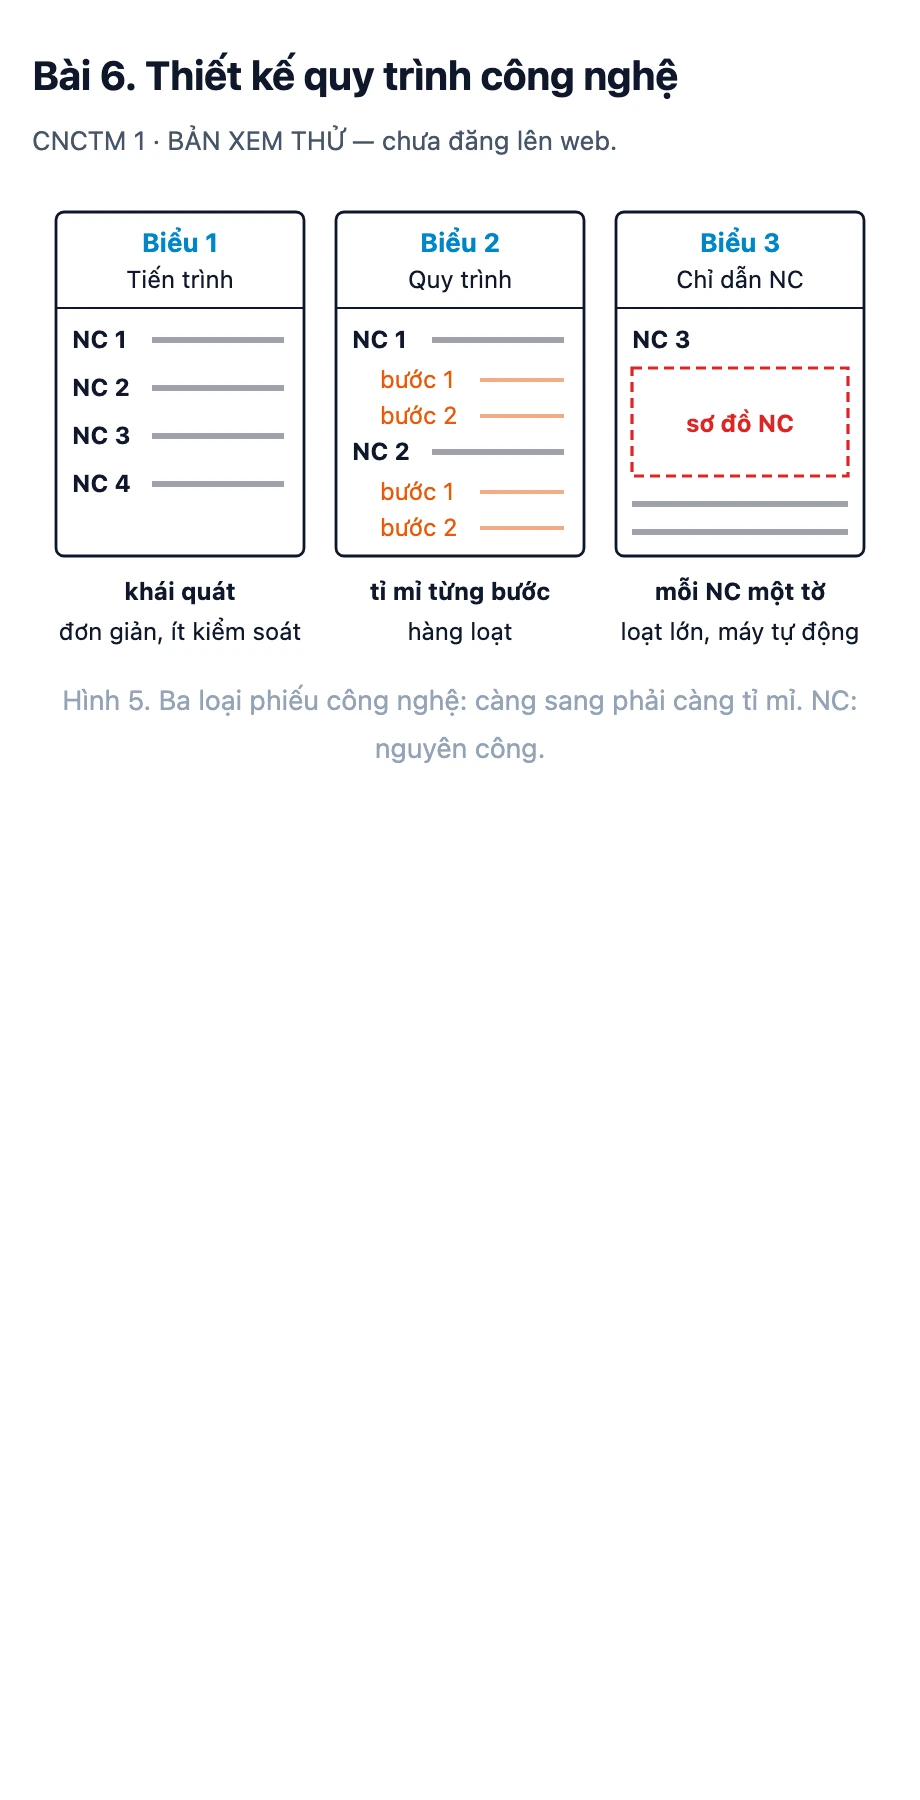 Bài 6. Thiết kế quy trình công nghệ
CNCTM 1 · BẢN XEM THỬ — chưa đăng lên web.
Biểu 1
Tiến trình
NC 1
NC 2
NC 3
NC 4
khái quát
đơn giản, ít kiểm soát
Biểu 2
Quy trình
NC 1
bước 1
bước 2
NC 2
bước 1
bước 2
tỉ mỉ từng bước
hàng loạt
Biểu 3
Chỉ dẫn NC
NC 3
sơ đồ NC
mỗi NC một tờ
loạt lớn, máy tự động
Hình 5. Ba loại phiếu công nghệ: càng sang phải càng tỉ mỉ. NC:
nguyên công.